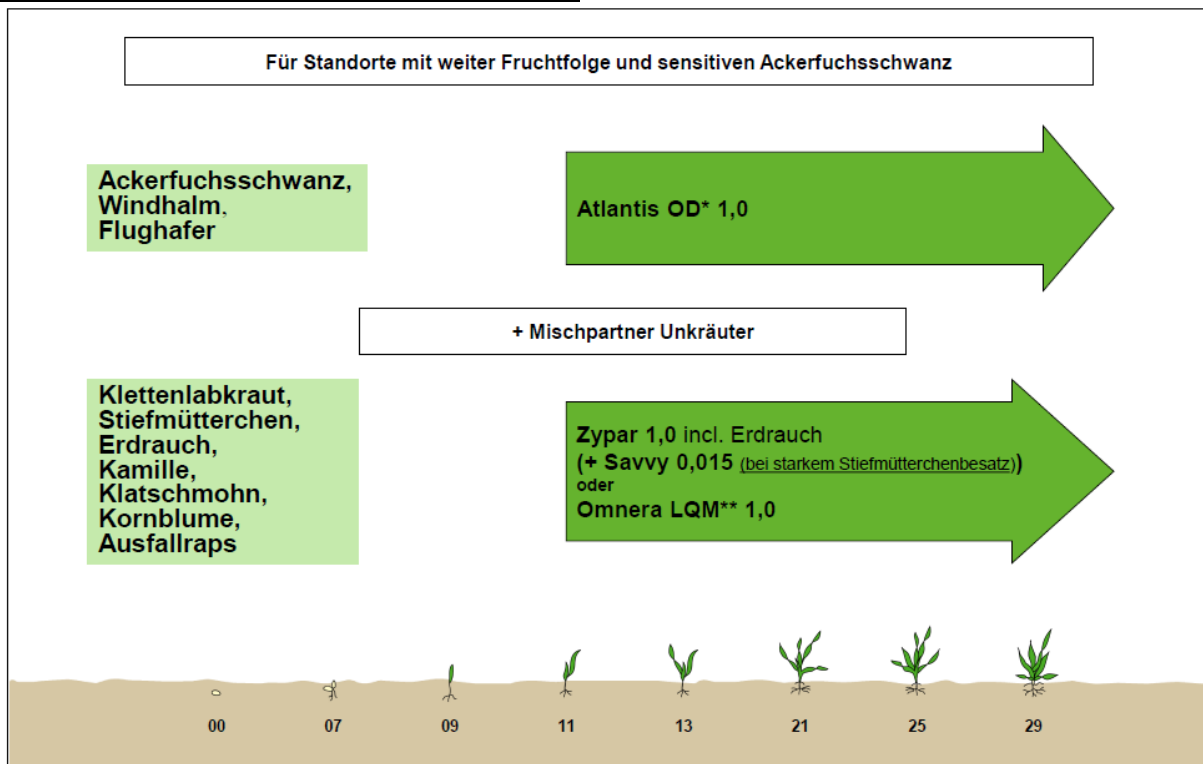 Für Standorte mit weiter Fruchtfolge und sensitiven Ackerfuchsschwanz
Ackerfuchsschwanz,
Windhalm,
Flughafer
Atlantis OD* 1,0
+ Mischpartner Unkräuter
Klettenlabkraut,
Stiefmütterchen,
Erdrauch,
Kamille,
Klatschmohn,
Kornblume,
Ausfallraps
Zypar 1,0 incl. Erdrauch
(+ Savvy 0,015 (bei starkem Stiefmütterchenbesatz))
oder
Omnera LQM** 1,0
00 07 09 11 13 21 25 29